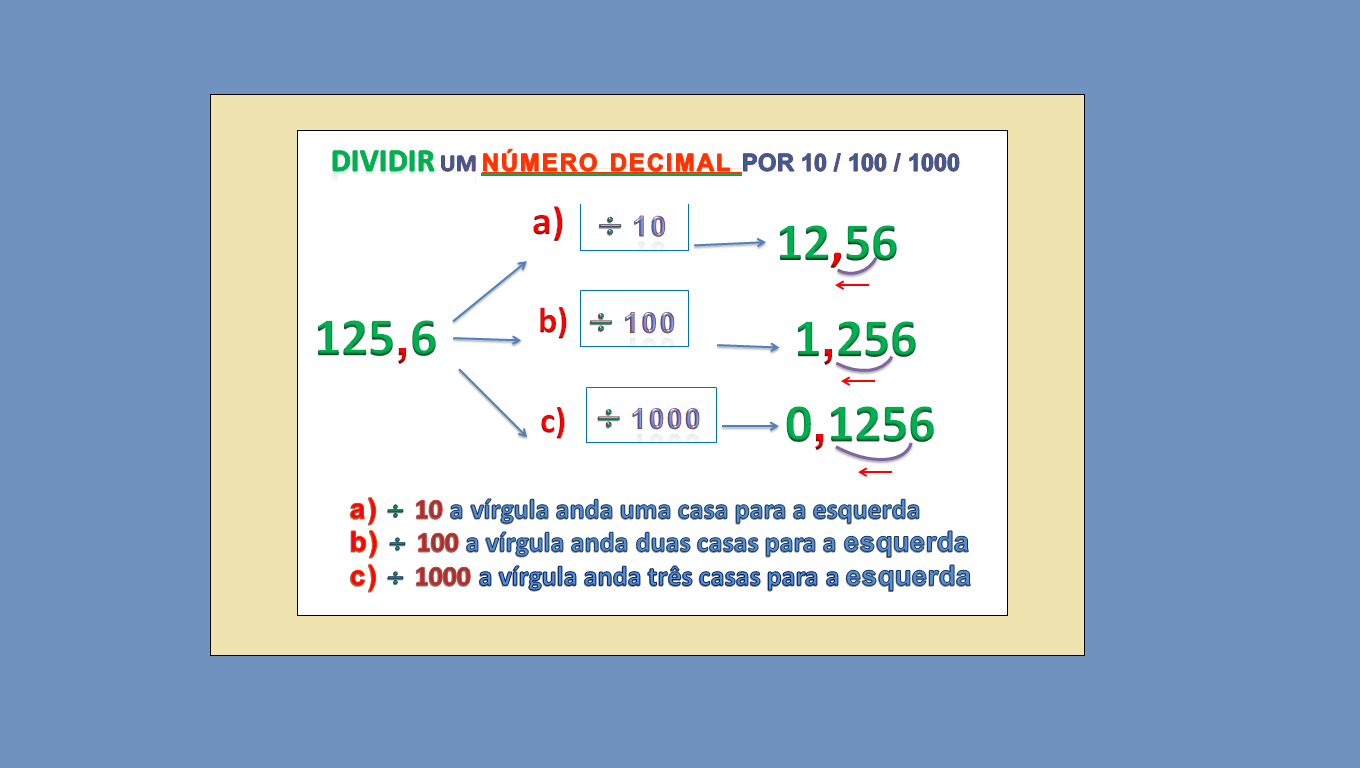 DIVIDIR UM NÚMERO DECIMAL POR 10 / 100 / 1000
a) ÷ 10 12,56
125,6 b) ÷ 100 1,256
c) ÷ 1000 0,1256
a) ÷ 10 a vírgula anda uma casa para a esquerda
b) ÷ 100 a vírgula anda duas casas para a esquerda
c) ÷ 1000 a vírgula anda três casas para a esquerda